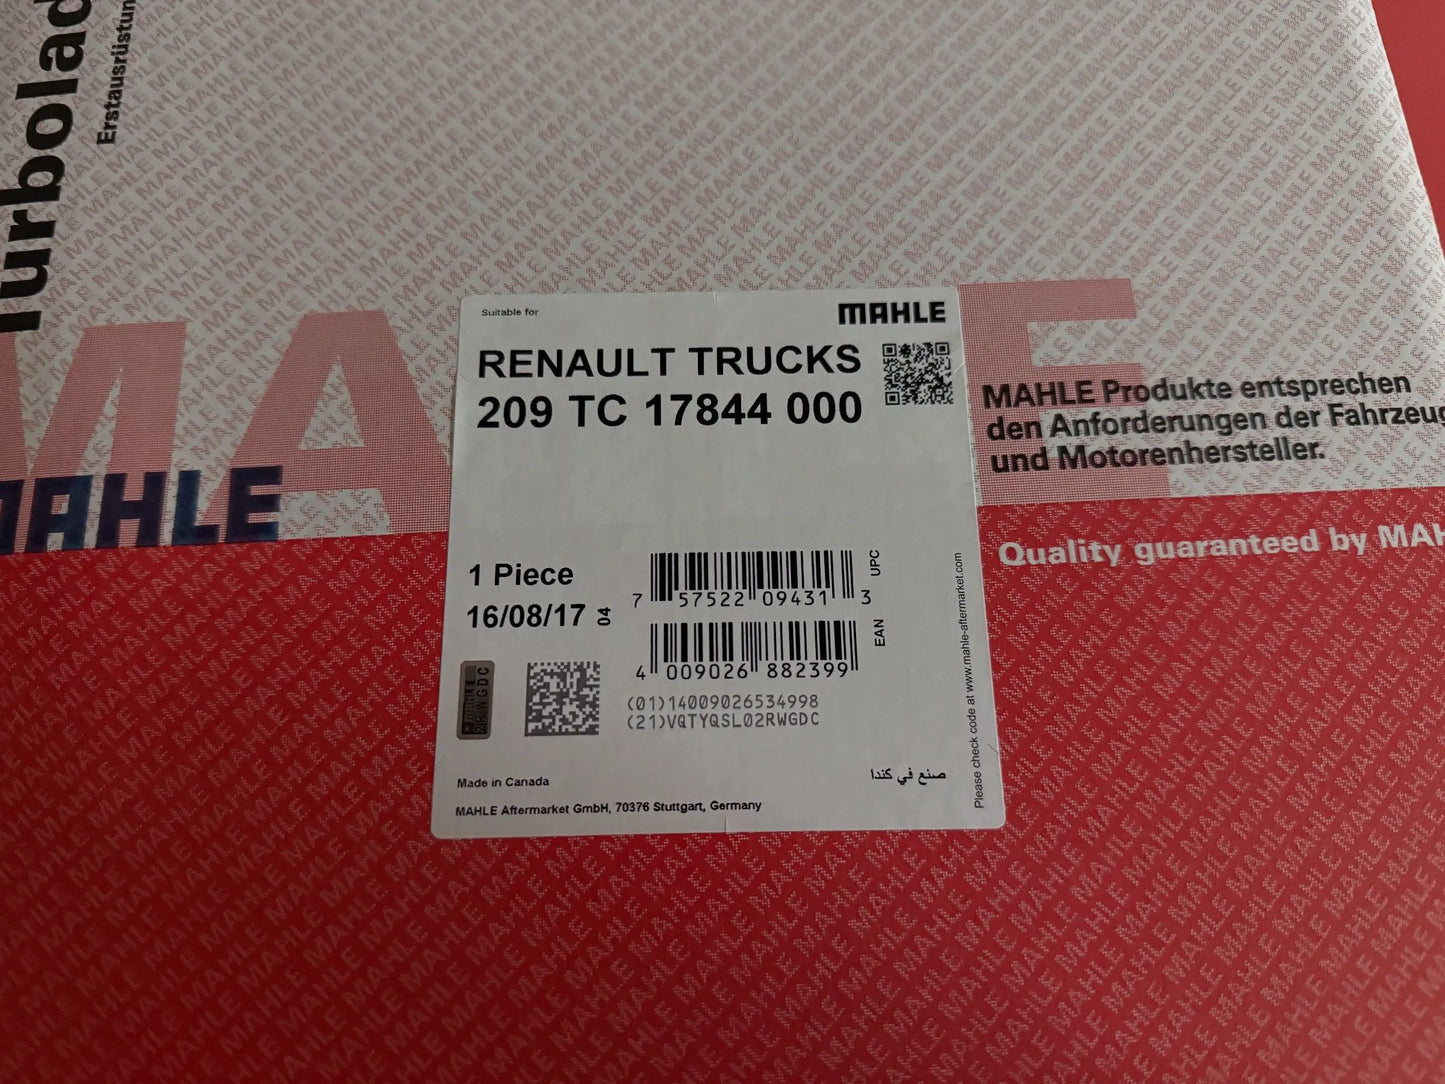 Turbolad
Erstausrüstun
Suitable for
MAHLE
RENAULT TRUCKS
209 TC 17844 000
MAHLE Produkte entsprechen
den Anforderungen der Fahrzeug
und Motorenhersteller.
MAHLE
Quality guaranteed by MAH
1 Piece
16/08/17 04
7 57522 09431 3
UPC
4 009026 882399
EAN
(01)14009026534998
(21)VQTYQSL02RWGDC
MAHLE
2RWGDC
Made in Canada
صنع في كندا
MAHLE Aftermarket GmbH, 70376 Stuttgart, Germany
Please check code at www.mahle-aftermarket.com